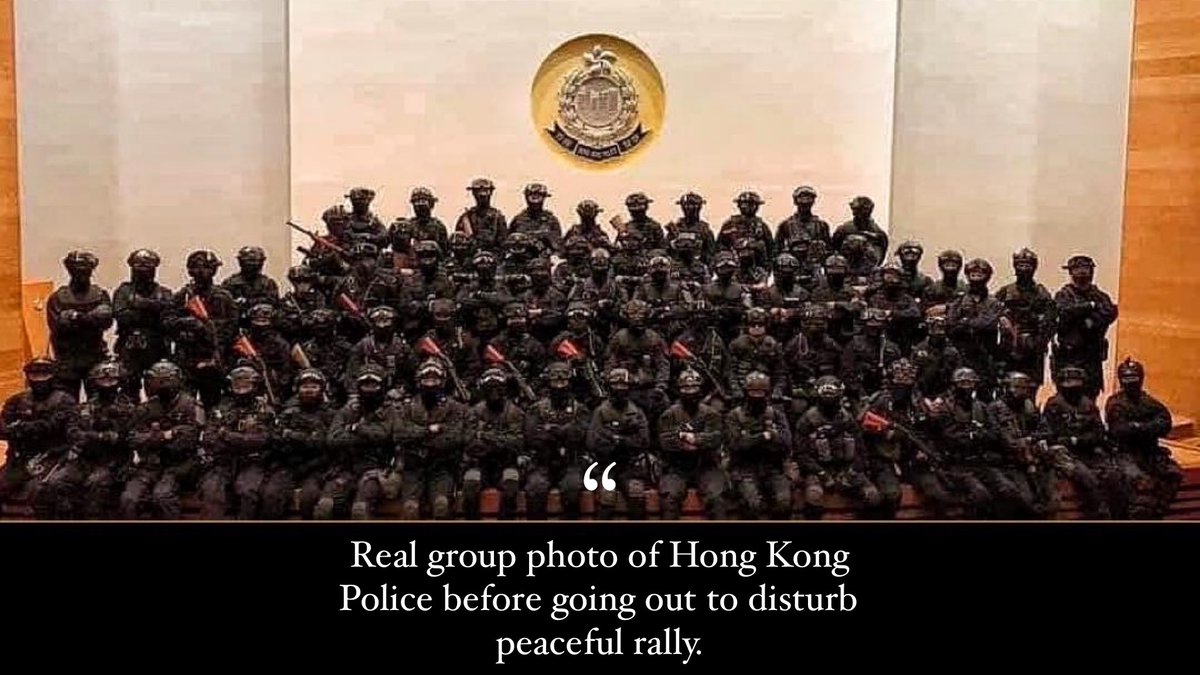 “
Real group photo of Hong Kong
Police before going out to disturb
peaceful rally.